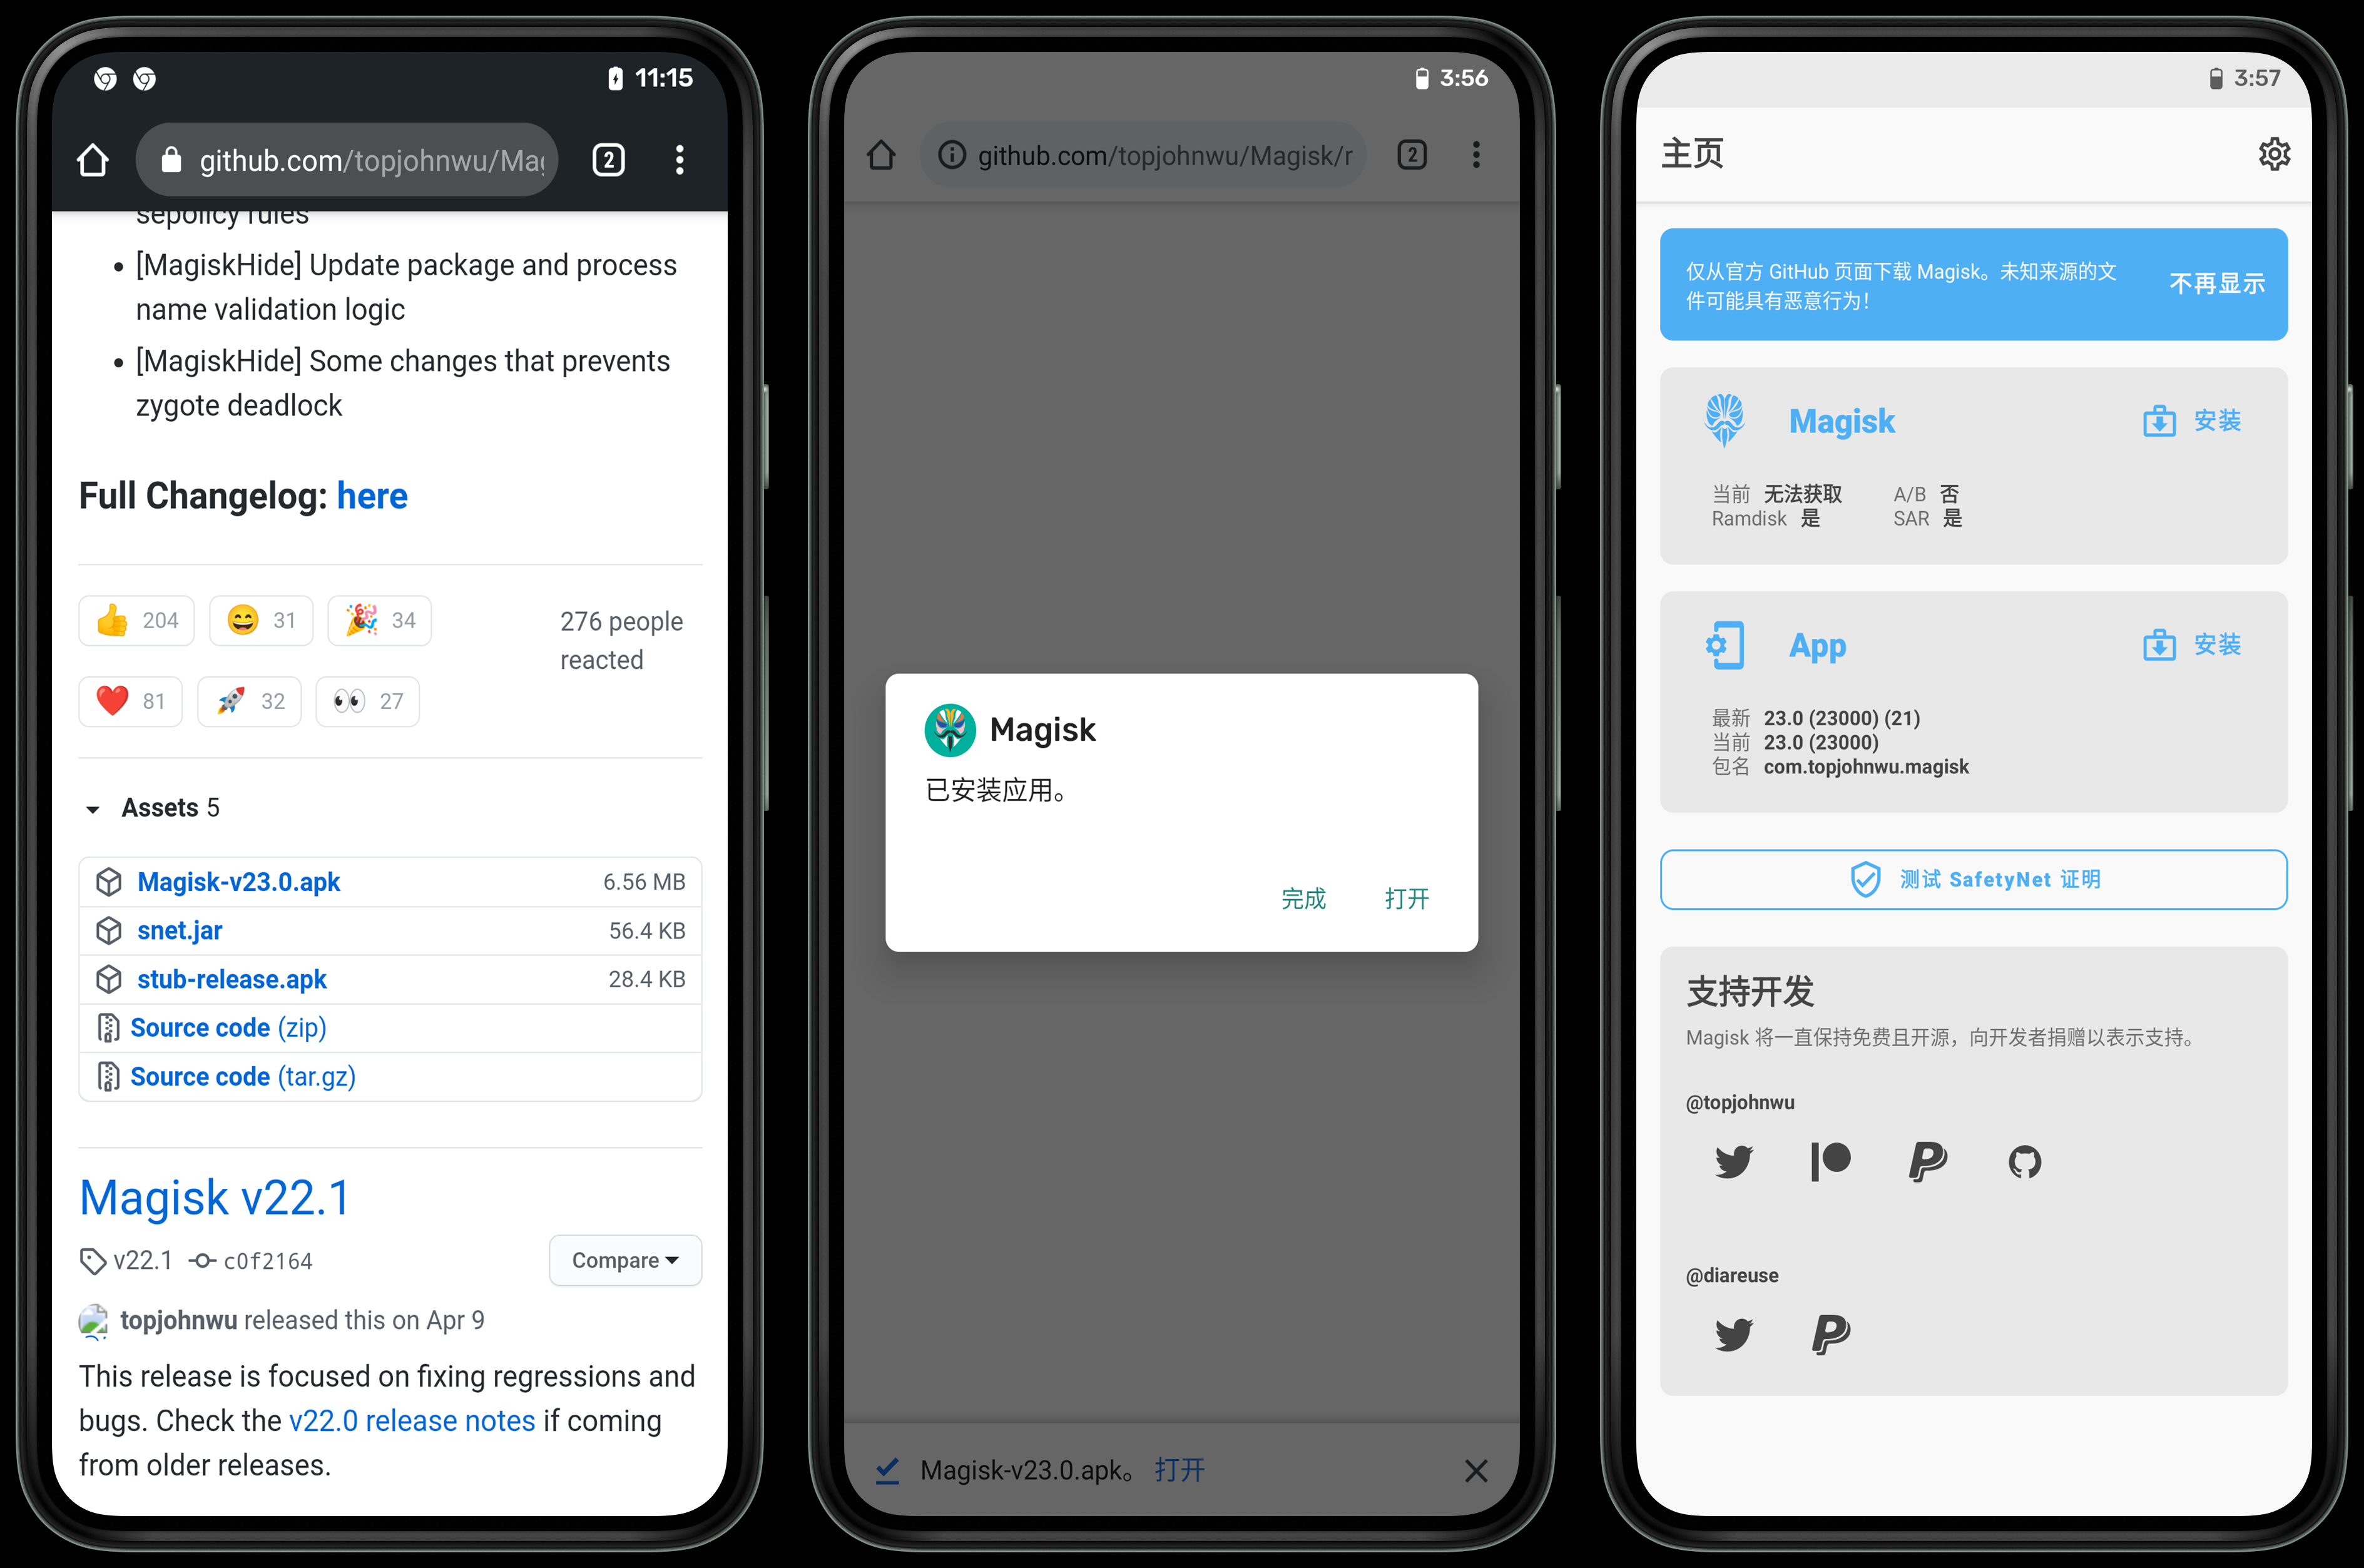 11:15
github.com/topjohnwu/Mag
2
sepolicy rules
[MagiskHide] Update package and process
name validation logic
[MagiskHide] Some changes that prevents
zygote deadlock
Full Changelog: here
204
31
34
276 people
reacted
81
32
27
Assets 5
Magisk-v23.0.apk 6.56 MB
snet.jar 56.4 KB
stub-release.apk 28.4 KB
Source code (zip)
Source code (tar.gz)
Magisk v22.1
v22.1 c0f2164
Compare
topjohnwu released this on Apr 9
This release is focused on fixing regressions and
bugs. Check the v22.0 release notes if coming
from older releases.
3:56
github.com/topjohnwu/Magisk/r
2
Magisk
已安装应用。
完成 打开
Magisk-v23.0.apk。 打开
3:57
主页
仅从官方 GitHub 页面下载 Magisk。未知来源的文
件可能具有恶意行为！
不再显示
Magisk 安装
当前 无法获取 A/B 否
Ramdisk 是 SAR 是
App 安装
最新 23.0 (23000) (21)
当前 23.0 (23000)
包名 com.topjohnwu.magisk
测试 SafetyNet 证明
支持开发
Magisk 将一直保持免费且开源，向开发者捐赠以表示支持。
@topjohnwu
@diareuse